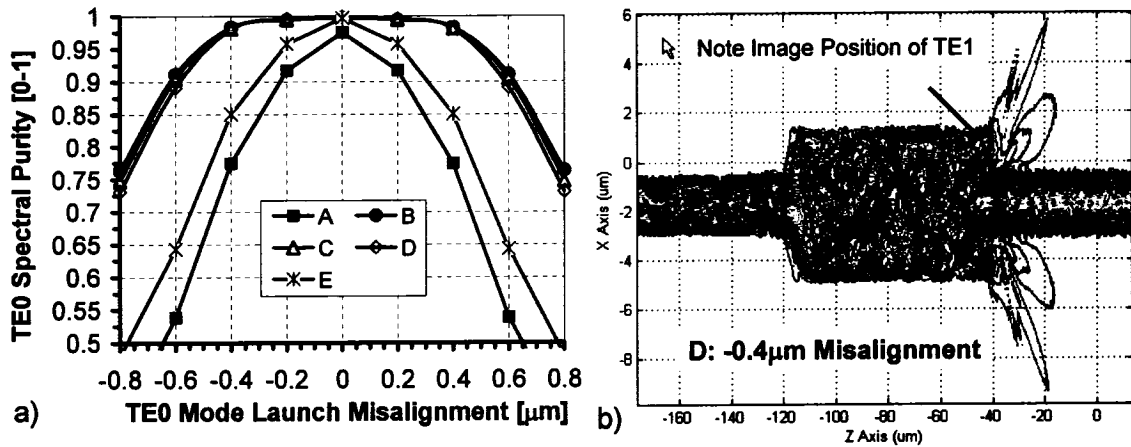 TE0 Spectral Purity [0-1]
1
0.95
0.9
0.85
0.8
0.75
0.7
0.65
0.6
0.55
0.5
A
B
C
D
E
-0.8 -0.6 -0.4 -0.2 0 0.2 0.4 0.6 0.8
a)
TE0 Mode Launch Misalignment [μm]
X Axis (um)
6
4
2
0
-2
-4
-6
-8
Note Image Position of TE1
D: -0.4μm Misalignment
-160 -140 -120 -100 -80 -60 -40 -20 0
b)
Z Axis (um)